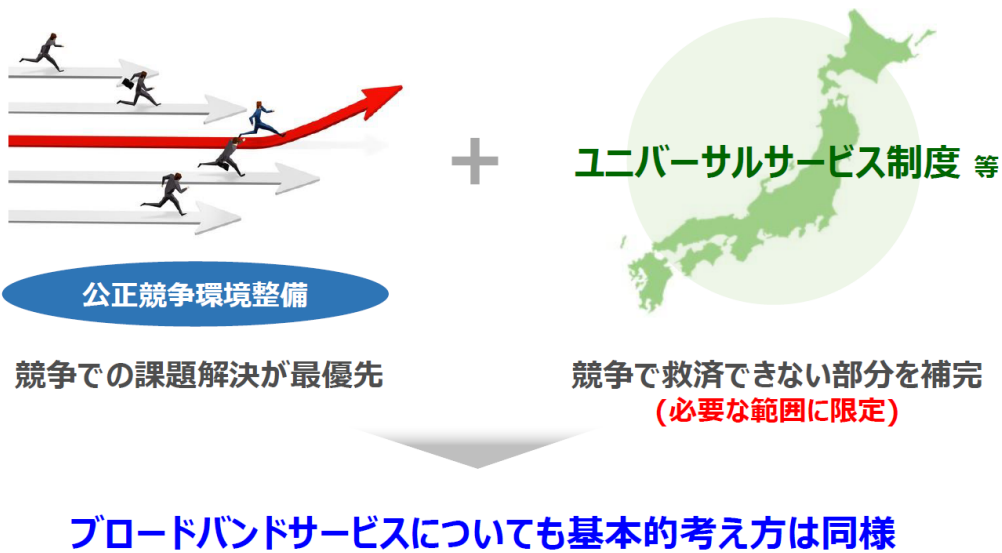 ユニバーサルサービス制度 等
公正競争環境整備
競争での課題解決が最優先
+
競争で救済できない部分を補完
(必要な範囲に限定)
ブロードバンドサービスについても基本的考え方は同様